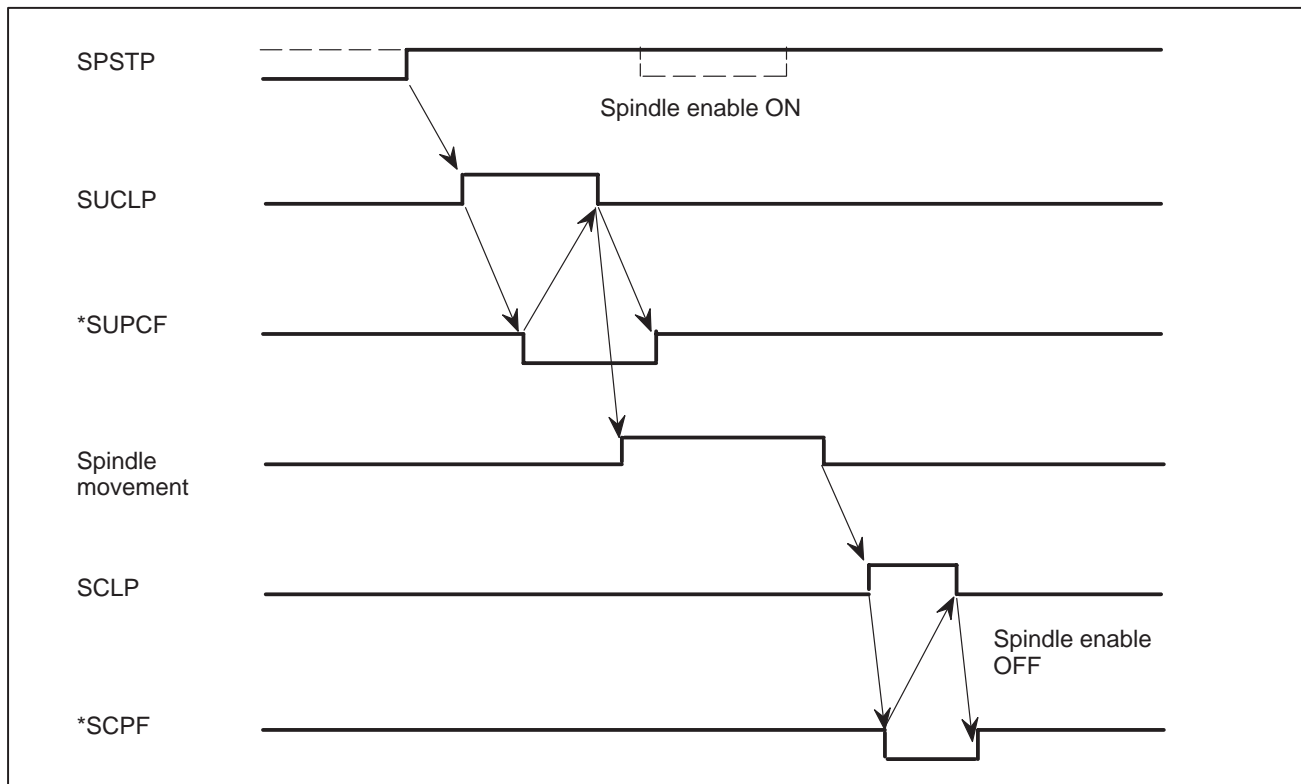 SPSTP
Spindle enable ON
SUCLP
*SUPCF
Spindle
movement
SCLP
Spindle enable
OFF
*SCPF